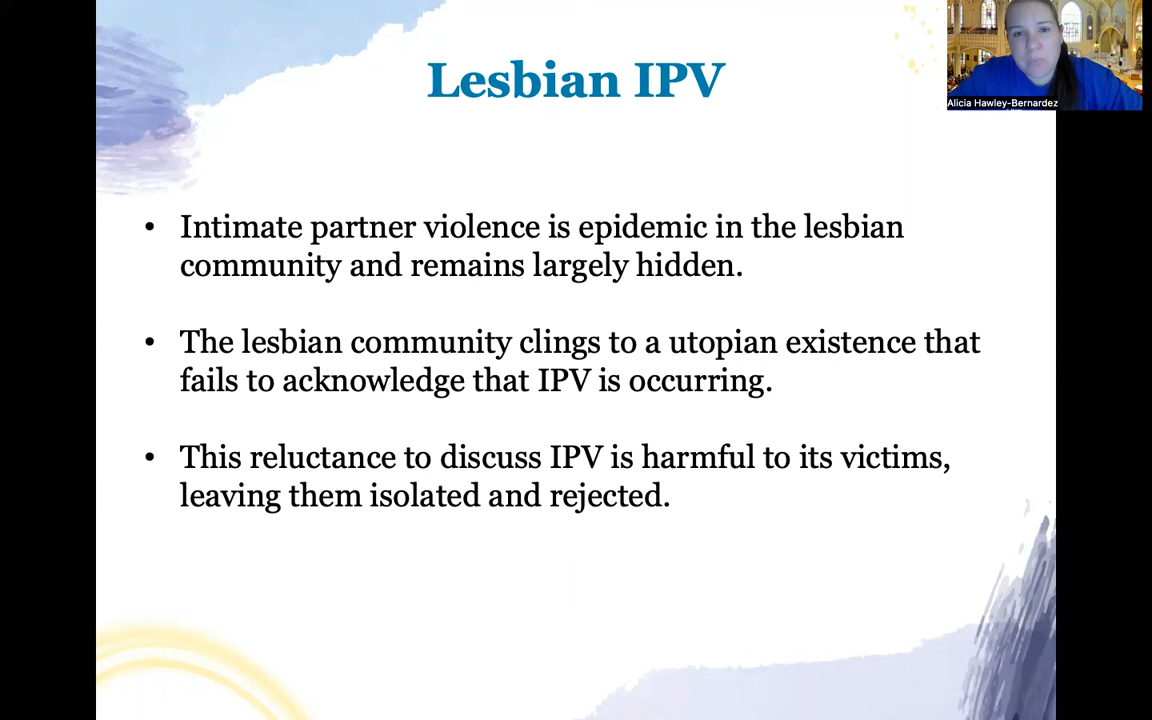 Lesbian IPV
Alicia Hawley-Bernardez
• Intimate partner violence is epidemic in the lesbian
community and remains largely hidden.
• The lesbian community clings to a utopian existence that
fails to acknowledge that IPV is occurring.
• This reluctance to discuss IPV is harmful to its victims,
leaving them isolated and rejected.